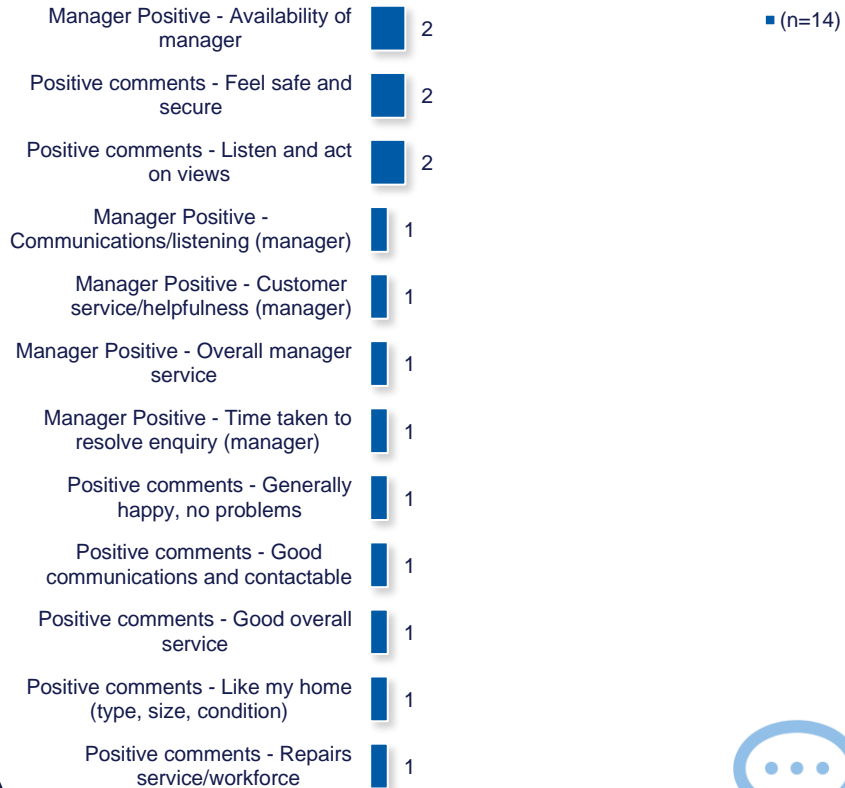 Manager Positive - Availability of
manager
2
(n=14)
Positive comments - Feel safe and
secure
2
Positive comments - Listen and act
on views
2
Manager Positive -
Communications/listening (manager)
1
Manager Positive - Customer
service/helpfulness (manager)
1
Manager Positive - Overall manager
service
1
Manager Positive - Time taken to
resolve enquiry (manager)
1
Positive comments - Generally
happy, no problems
1
Positive comments - Good
communications and contactable
1
Positive comments - Good overall
service
1
Positive comments - Like my home
(type, size, condition)
1
Positive comments - Repairs
service/workforce
1